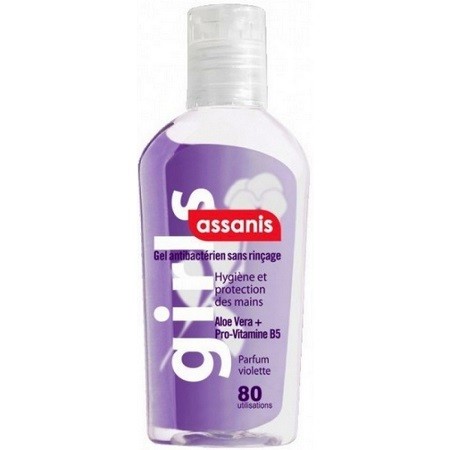 girls
assanis
Gel antibactérien sans rinçage
Hygiène et
protection
des mains
Aloe Vera +
Pro-Vitamine B5
Parfum
violette
80
utilisations